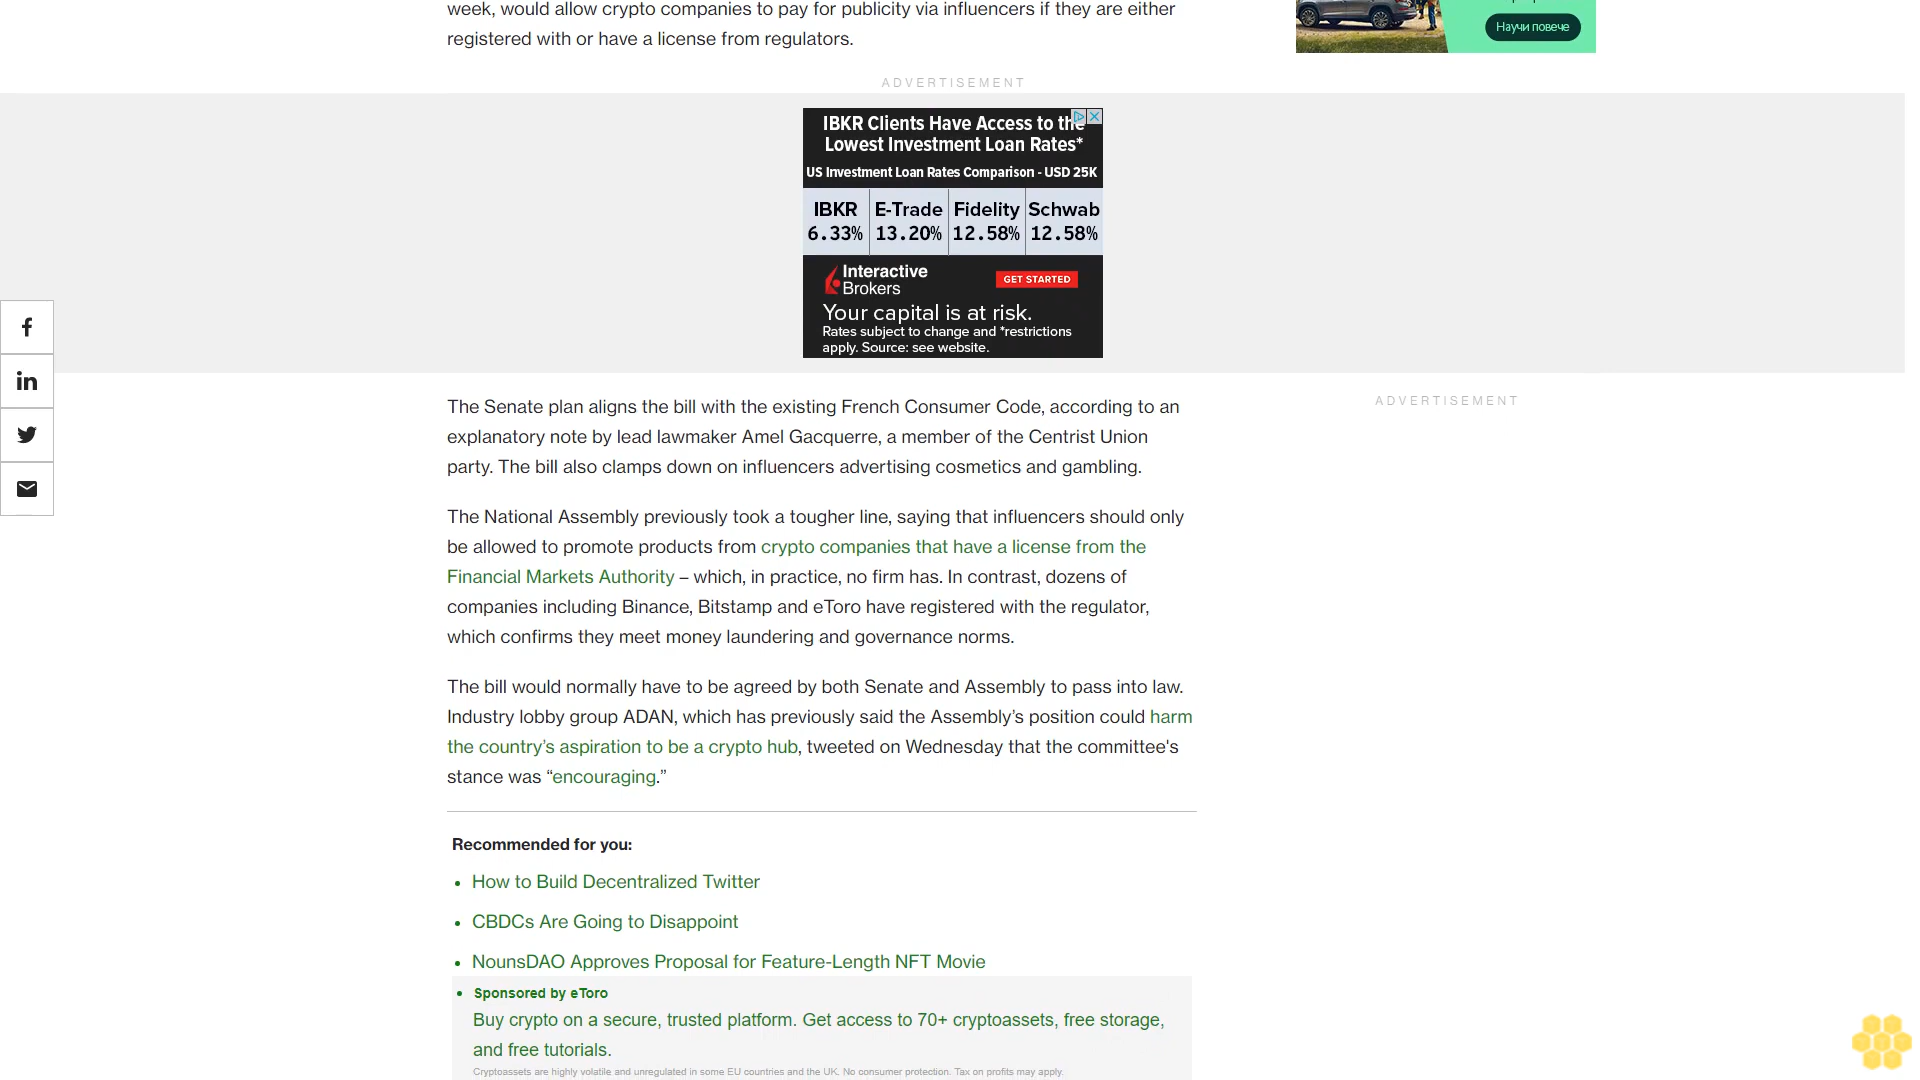 week, would allow crypto companies to pay for publicity via influencers if they are either
registered with or have a license from regulators.
Научи повече
ADVERTISEMENT
IBKR Clients Have Access to the
Lowest Investment Loan Rates*
US Investment Loan Rates Comparison - USD 25K
IBKR E-Trade Fidelity Schwab
6.33% 13.20% 12.58% 12.58%
Interactive
Brokers
GET STARTED
Your capital is at risk.
Rates subject to change and *restrictions
apply. Source: see website.
The Senate plan aligns the bill with the existing French Consumer Code, according to an
explanatory note by lead lawmaker Amel Gacquerre, a member of the Centrist Union
party. The bill also clamps down on influencers advertising cosmetics and gambling.
ADVERTISEMENT
The National Assembly previously took a tougher line, saying that influencers should only
be allowed to promote products from crypto companies that have a license from the
Financial Markets Authority – which, in practice, no firm has. In contrast, dozens of
companies including Binance, Bitstamp and eToro have registered with the regulator,
which confirms they meet money laundering and governance norms.
The bill would normally have to be agreed by both Senate and Assembly to pass into law.
Industry lobby group ADAN, which has previously said the Assembly’s position could harm
the country’s aspiration to be a crypto hub, tweeted on Wednesday that the committee's
stance was “encouraging.”
Recommended for you:
• How to Build Decentralized Twitter
• CBDCs Are Going to Disappoint
• NounsDAO Approves Proposal for Feature-Length NFT Movie
• Sponsored by eToro
Buy crypto on a secure, trusted platform. Get access to 70+ cryptoassets, free storage,
and free tutorials.
Cryptoassets are highly volatile and unregulated in some EU countries and the UK. No consumer protection. Tax on profits may apply.